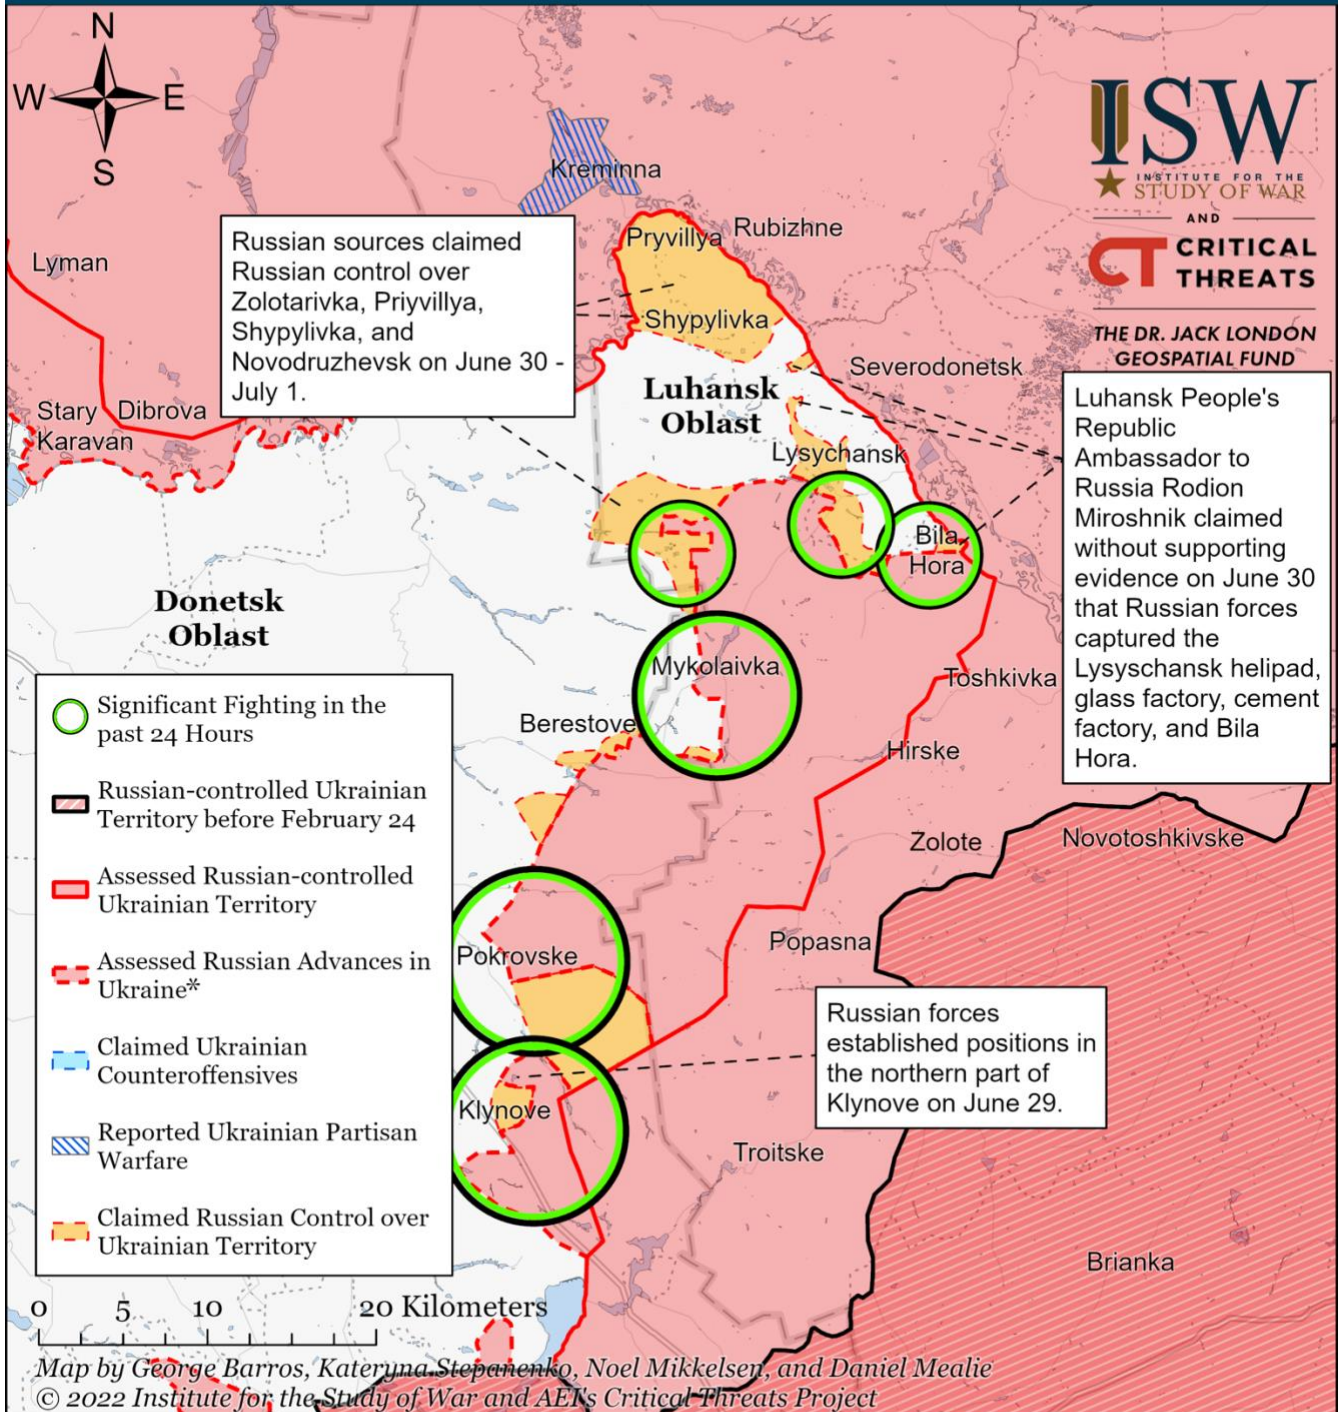 N
W
E
S
ISW
INSTITUTE FOR THE
STUDY OF WAR
AND
CT CRITICAL
THREATS
THE DR. JACK LONDON
GEOSPATIAL FUND
Kreminna
Lyman
Pryvillya
Rubizhne
Russian sources claimed
Russian control over
Zolotarivka, Priyvillya,
Shypylivka, and
Novodruzhevsk on June 30 -
July 1.
Shypylivka
Severodonetsk
Luhansk
Oblast
Stary
Karavan
Dibrova
Lysychansk
Luhansk People's
Republic
Ambassador to
Russia Rodion
Miroshnik claimed
without supporting
evidence on June 30
that Russian forces
captured the
Lysyschansk helipad,
glass factory, cement
factory, and Bila
Hora.
Bila
Hora
Donetsk
Oblast
Mykolaivka
Toshkivka
Berestove
Hirske
Zolote
Novotoshkivske
Popasna
Pokrovske
Russian forces
established positions in
the northern part of
Klynove on June 29.
Klynove
Troitske
Brianka
Significant Fighting in the
past 24 Hours
Russian-controlled Ukrainian
Territory before February 24
Assessed Russian-controlled
Ukrainian Territory
Assessed Russian Advances in
Ukraine*
Claimed Ukrainian
Counteroffensives
Reported Ukrainian Partisan
Warfare
Claimed Russian Control over
Ukrainian Territory
0 5 10 20 Kilometers
Map by George Barros, Kateryna Stepanenko, Noel Mikkelsen, and Daniel Mealie
© 2022 Institute for the Study of War and AEI's Critical Threats Project